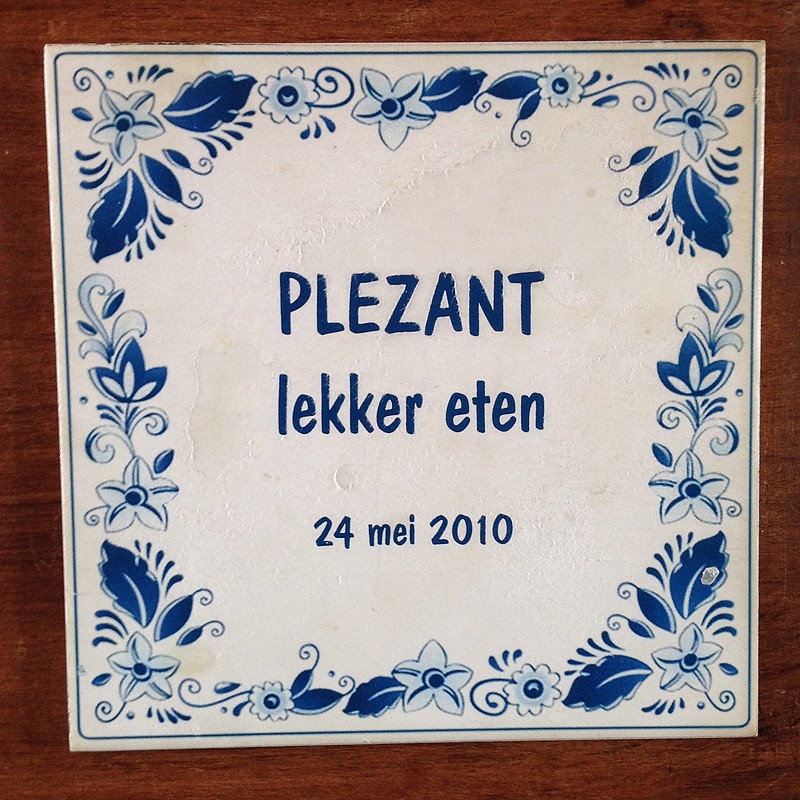 PLEZANT
lekker eten
24 mei 2010